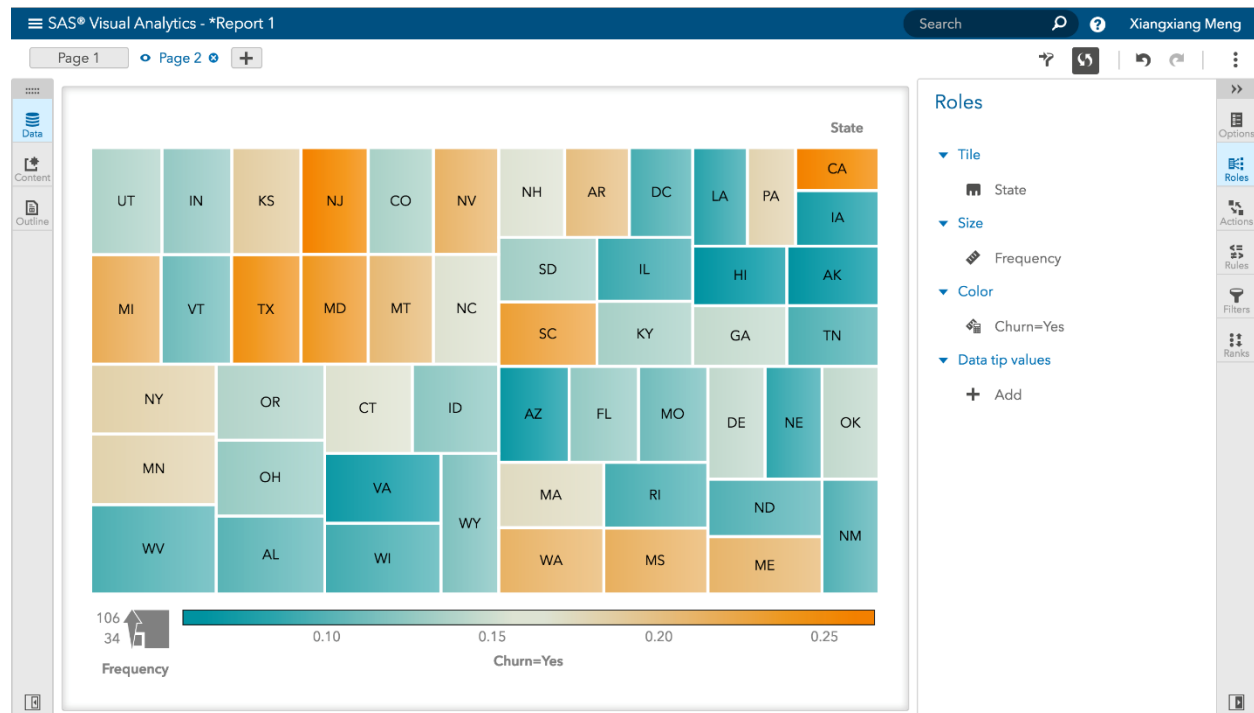 SAS® Visual Analytics - *Report 1
Search
? Xiangxiang Meng
Page 1
Page 2
Data
Content
Outline
State
UT IN KS NJ CO NV
MI VT TX MD MT NC
NY OR CT ID
MN OH VA WY
WV AL WI
NH AR DC LA PA CA
IA
SD IL HI AK
SC KY GA TN
AZ FL MO DE NE OK
MA RI ND NM
WA MS ME
106
34
Frequency
0.10 0.15 0.20 0.25
Churn=Yes
Roles
Tile
State
Size
Frequency
Color
Churn=Yes
Data tip values
Add
Options
Roles
Actions
Rules
Filters
Ranks